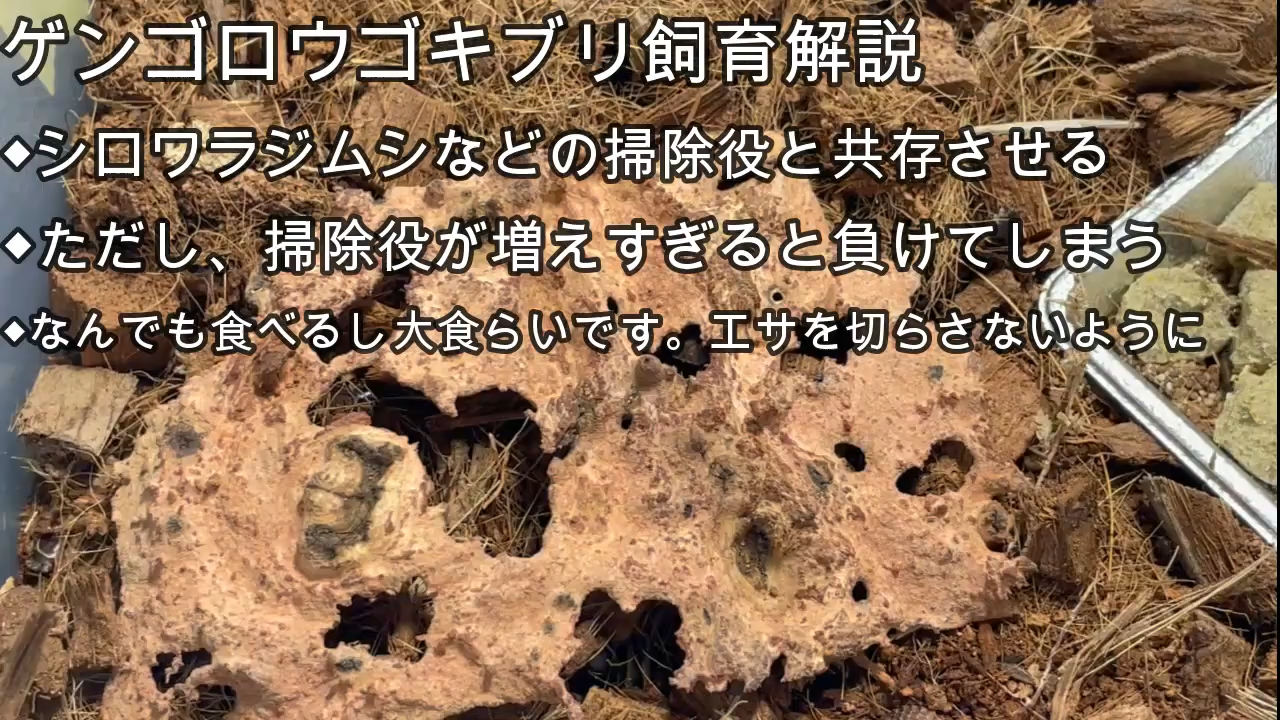 ゲンゴロウゴキブリ飼育解説
◆シロワラジムシなどの掃除役と共存させる
◆ただし、掃除役が増えすぎると負けてしまう
◆なんでも食べるし大食らいです。エサを切らさないように